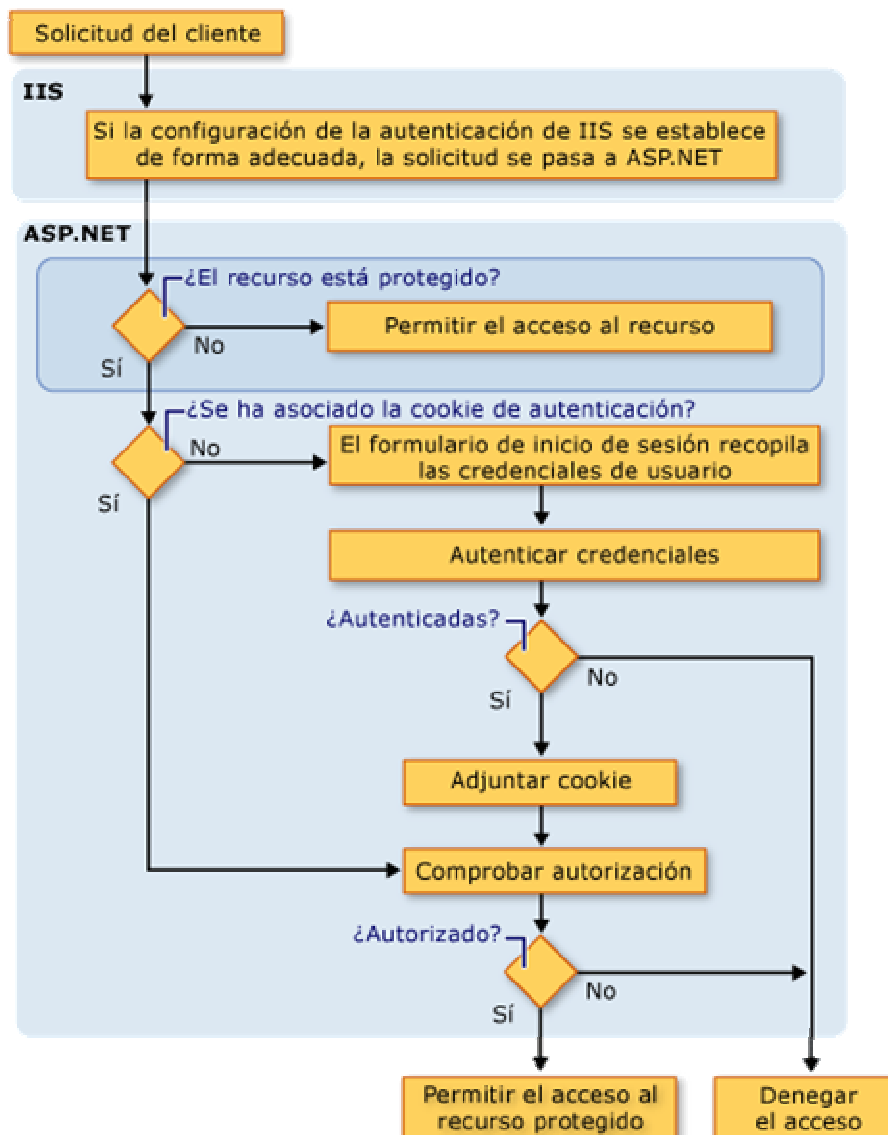 Solicitud del cliente
IIS
Si la configuración de la autenticación de IIS se establece
de forma adecuada, la solicitud se pasa a ASP.NET
ASP.NET
¿El recurso está protegido?
Permitir el acceso al recurso
No
Sí
¿Se ha asociado la cookie de autenticación?
No
El formulario de inicio de sesión recopila
las credenciales de usuario
Sí
Autenticar credenciales
¿Autenticadas?
No
Sí
Adjuntar cookie
Comprobar autorización
¿Autorizado?
No
Sí
Permitir el acceso al
recurso protegido
Denegar
el acceso